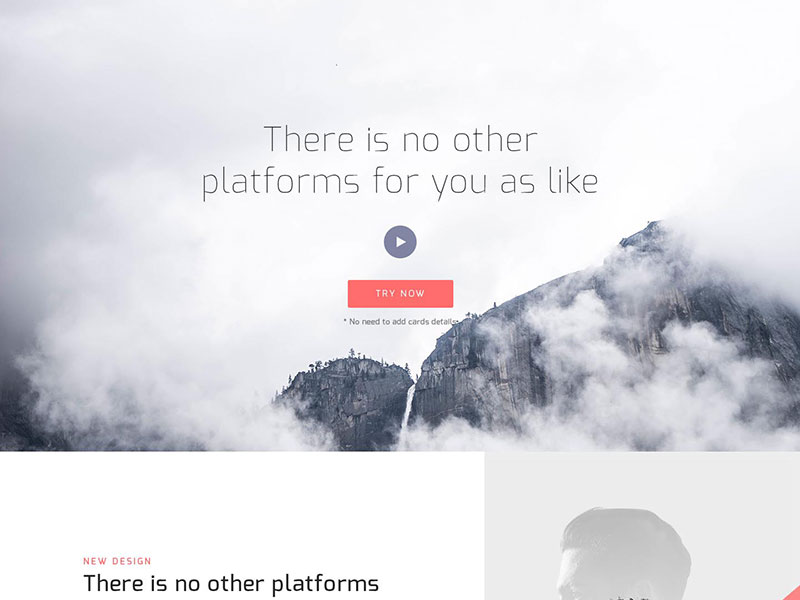 There is no other
platforms for you as like
TRY NOW
* No need to add cards details
NEW DESIGN
There is no other platforms